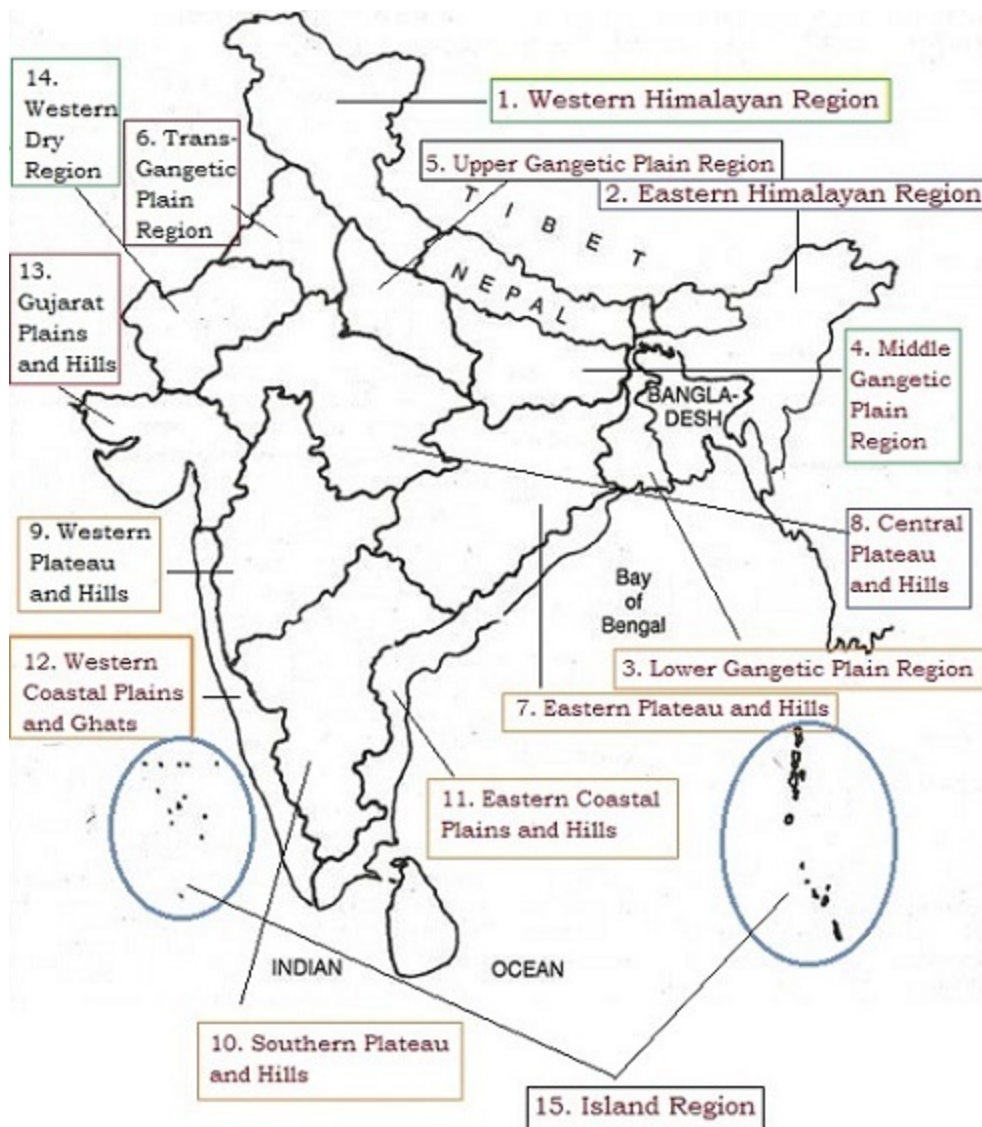 14.
Western
Dry
Region
1. Western Himalayan Region
6. Trans-
Gangetic
Plain
Region
5. Upper Gangetic Plain Region
2. Eastern Himalayan Region
TIBET
NEPAL
13.
Gujarat
Plains
and Hills
4. Middle
Gangetic
Plain
Region
BANGLA-
DESH
9. Western
Plateau
and Hills
8. Central
Plateau
and Hills
Bay
of
Bengal
12. Western
Coastal Plains
and Ghats
3. Lower Gangetic Plain Region
7. Eastern Plateau and Hills
11. Eastern Coastal
Plains and Hills
INDIAN OCEAN
10. Southern Plateau
and Hills
15. Island Region